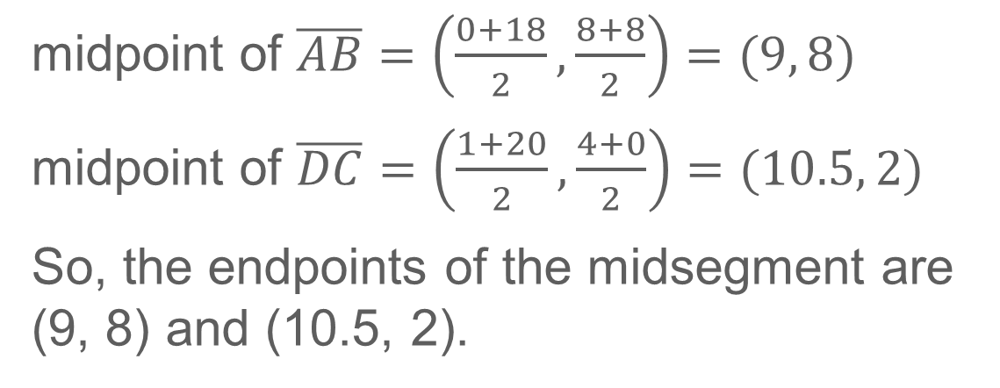 midpoint of $\overline{AB} = \left(\frac{0+18}{2}, \frac{8+8}{2}\right) = (9, 8)$
midpoint of $\overline{DC} = \left(\frac{1+20}{2}, \frac{4+0}{2}\right) = (10.5, 2)$
So, the endpoints of the midsegment are
(9, 8) and (10.5, 2).